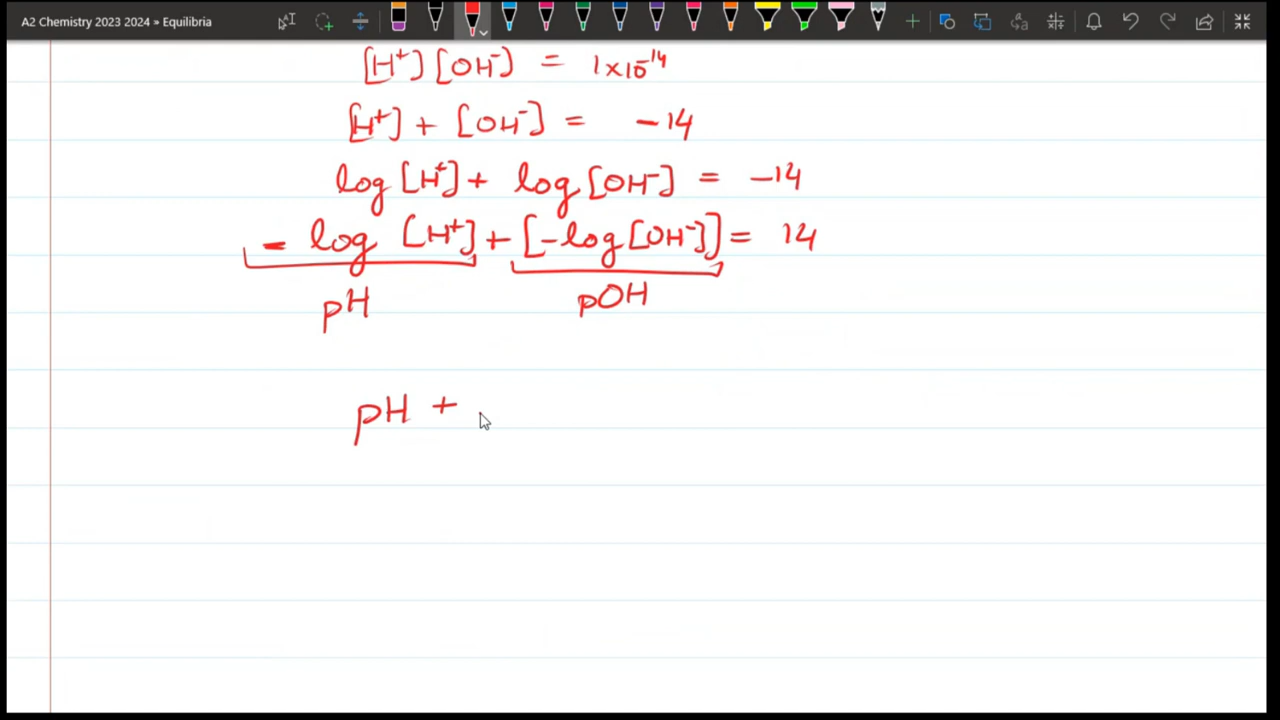 A2 Chemistry 2023 2024 » Equilibria
[H⁺][OH⁻] = 1×10⁻¹⁴
[H⁺] + [OH⁻] = -14
log [H⁺] + log [OH⁻] = -14
- log [H⁺] + [-log [OH⁻]] = 14
pH pOH
pH +